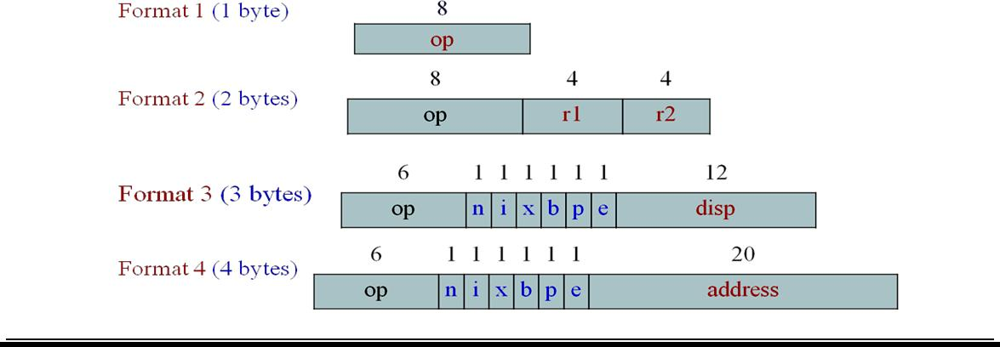 Format 1 (1 byte)
8
op
Format 2 (2 bytes)
8 4 4
op r1 r2
Format 3 (3 bytes)
6 1 1 1 1 1 1 12
op n i x b p e disp
Format 4 (4 bytes)
6 1 1 1 1 1 1 20
op n i x b p e address